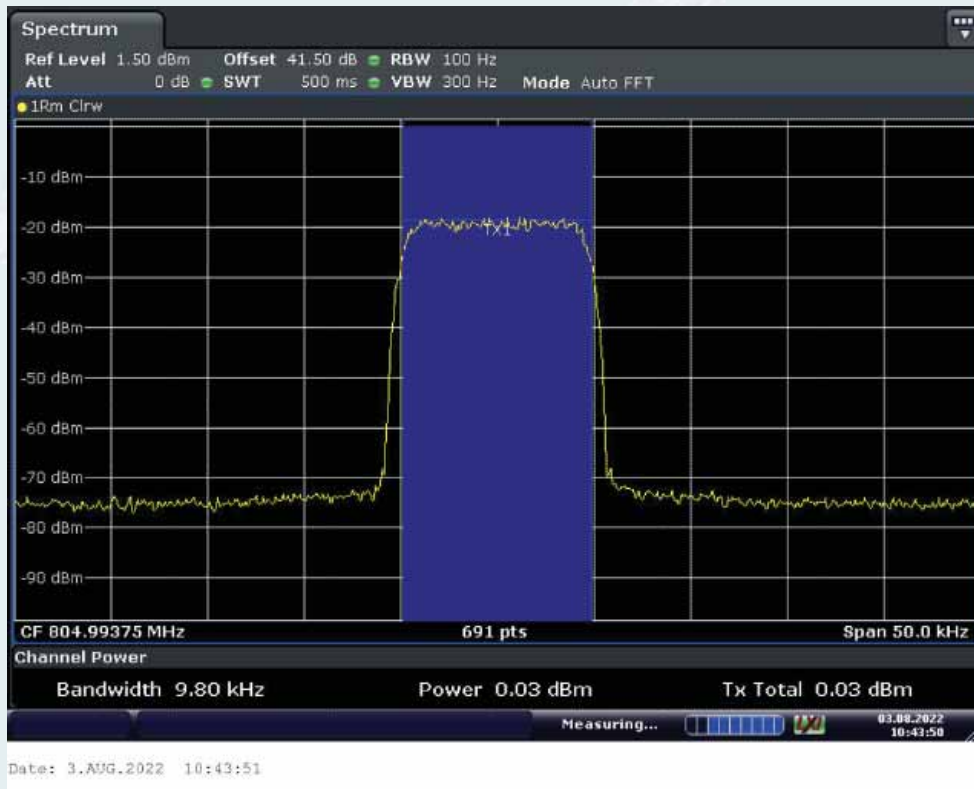 Spectrum
Ref Level 1.50 dBm Offset 41.50 dB RBW 100 Hz
Att 0 dB SWT 500 ms VBW 300 Hz Mode Auto FFT
1Rm Clrw
-10 dBm
-20 dBm
TX1
-30 dBm
-40 dBm
-50 dBm
-60 dBm
-70 dBm
-80 dBm
-90 dBm
CF 804.99375 MHz 691 pts Span 50.0 kHz
Channel Power
Bandwidth 9.80 kHz Power 0.03 dBm Tx Total 0.03 dBm
Measuring... 03.08.2022
10:43:50
Date: 3.AUG.2022 10:43:51